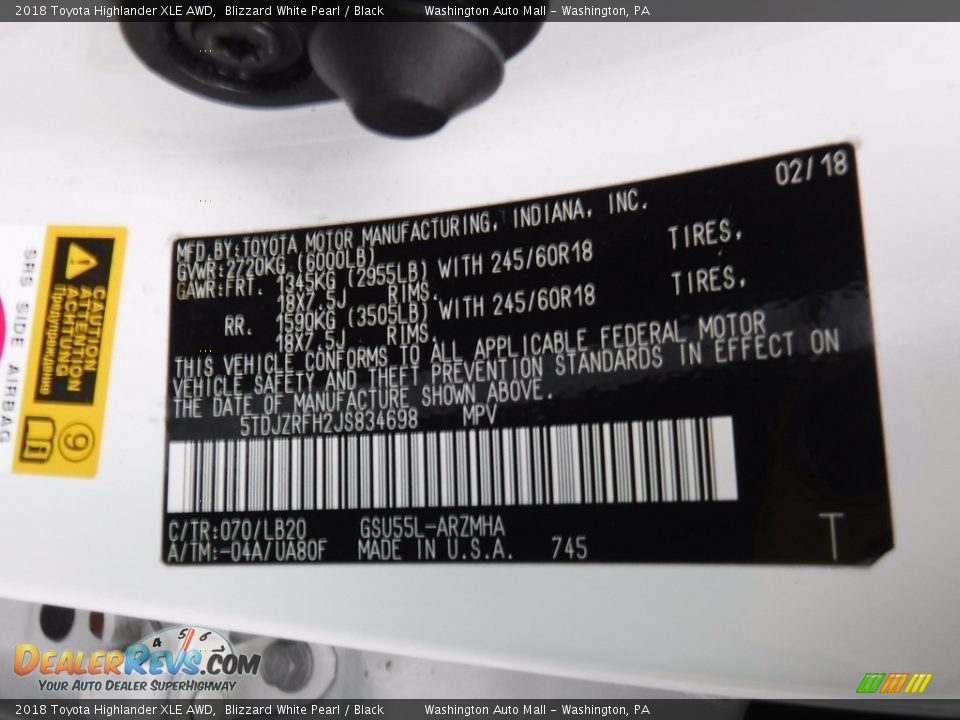 2018 Toyota Highlander XLE AWD, Blizzard White Pearl / Black Washington Auto Mall - Washington, PA
02/18
MFD.BY:TOYOTA MOTOR MANUFACTURING, INDIANA, INC.
GVWR:2720KG (6000LB)
GAWR:FRT. 1345KG (2955LB) WITH 245/60R18 TIRES,
18X7.5J RIMS.
RR. 1590KG (3505LB) WITH 245/60R18 TIRES,
18X7.5J RIMS.
THIS VEHICLE CONFORMS TO ALL APPLICABLE FEDERAL MOTOR
VEHICLE SAFETY AND THEFT PREVENTION STANDARDS IN EFFECT ON
THE DATE OF MANUFACTURE SHOWN ABOVE.
5TDJZRFH2JS834698 MPV
C/TR:070/LB20 GSU55L-ARZMHA
A/TM:-04A/UA80F MADE IN U.S.A. 745
T
SRS SIDE AIRBAG
CAUTION
ATTENTION
ACHTUNG
Предупреждение
9
4 5 6
DEALERREVS.COM
YOUR AUTO DEALER SUPERHIGHWAY
2018 Toyota Highlander XLE AWD, Blizzard White Pearl / Black Washington Auto Mall - Washington, PA